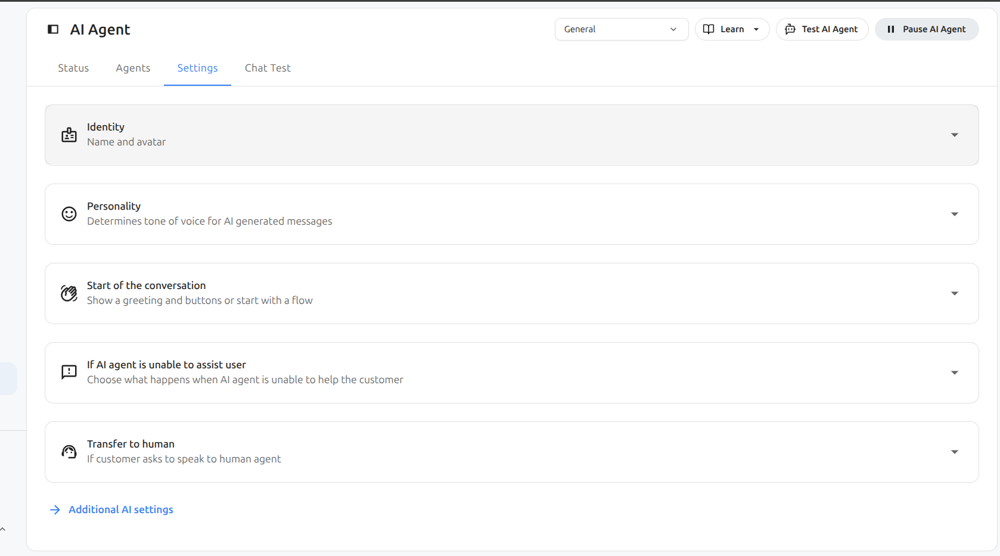 AI Agent
General
Learn
Test AI Agent
Pause AI Agent
Status
Agents
Settings
Chat Test
Identity
Name and avatar
Personality
Determines tone of voice for AI generated messages
Start of the conversation
Show a greeting and buttons or start with a flow
If AI agent is unable to assist user
Choose what happens when AI agent is unable to help the customer
Transfer to human
If customer asks to speak to human agent
Additional AI settings